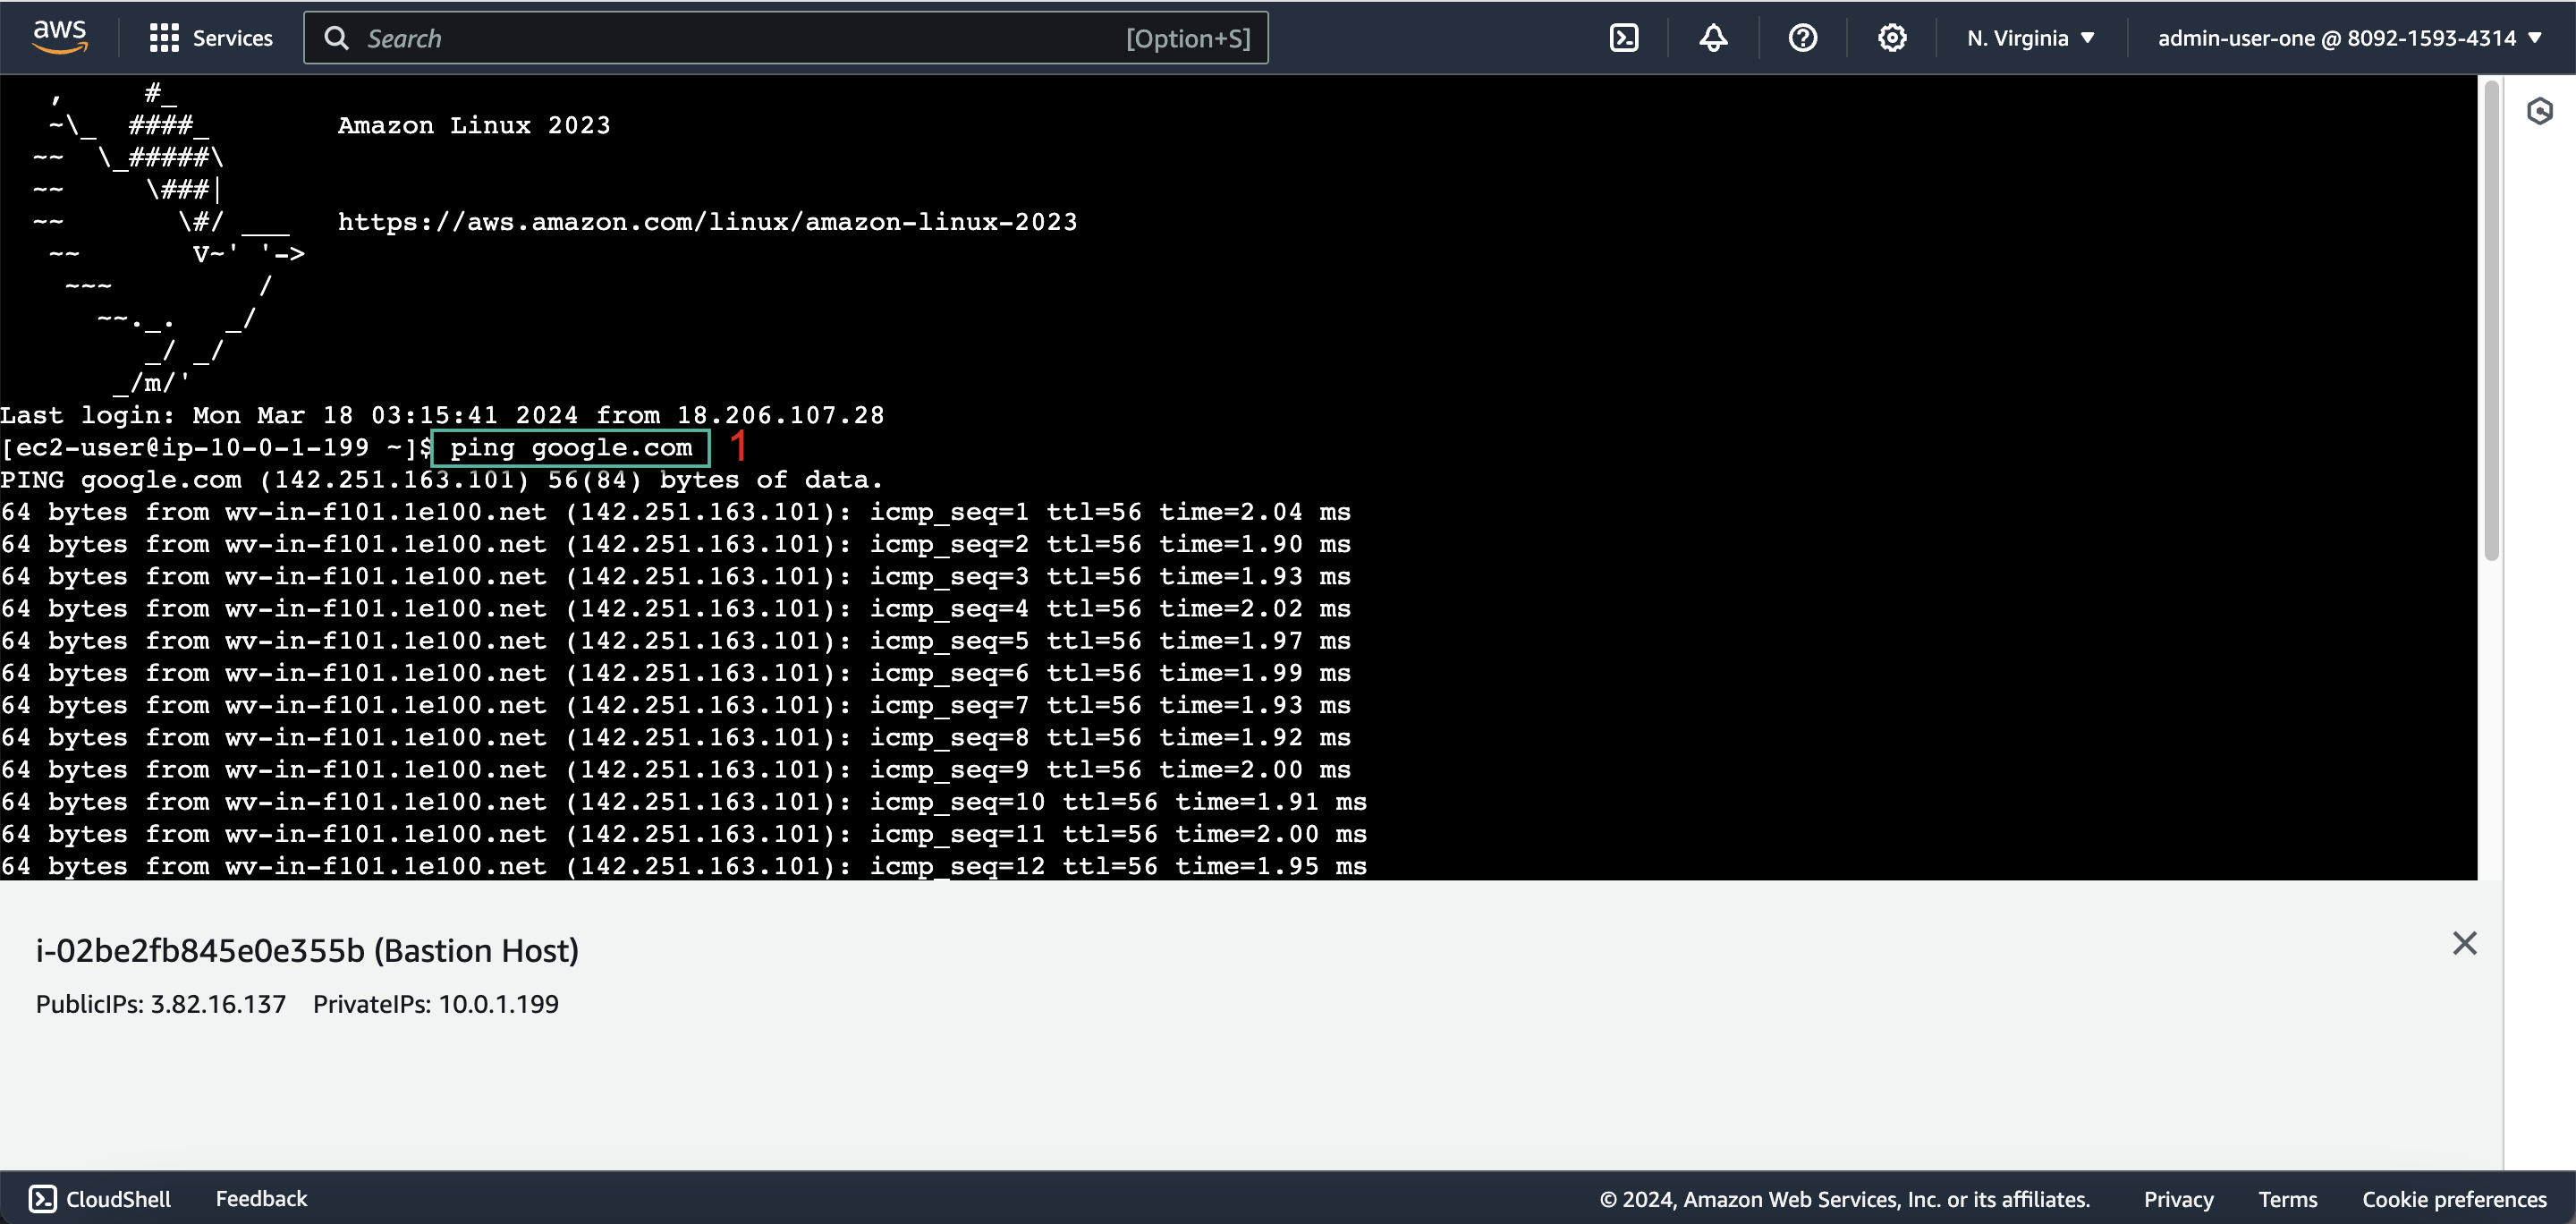 aws Services Search [Option+S] N. Virginia admin-user-one @ 8092-1593-4314
   ,     #_
   ~\_  ####_        Amazon Linux 2023
  ~~  \_#####\
  ~~     \###|
  ~~       \#/ ___   https://aws.amazon.com/linux/amazon-linux-2023
   ~~       V~' '->
    ~~~         /
      ~~._.   _/
         _/ _/
       _/m/'
Last login: Mon Mar 18 03:15:41 2024 from 18.206.107.28
[ec2-user@ip-10-0-1-199 ~]$ ping google.com 1
PING google.com (142.251.163.101) 56(84) bytes of data.
64 bytes from wv-in-f101.1e100.net (142.251.163.101): icmp_seq=1 ttl=56 time=2.04 ms
64 bytes from wv-in-f101.1e100.net (142.251.163.101): icmp_seq=2 ttl=56 time=1.90 ms
64 bytes from wv-in-f101.1e100.net (142.251.163.101): icmp_seq=3 ttl=56 time=1.93 ms
64 bytes from wv-in-f101.1e100.net (142.251.163.101): icmp_seq=4 ttl=56 time=2.02 ms
64 bytes from wv-in-f101.1e100.net (142.251.163.101): icmp_seq=5 ttl=56 time=1.97 ms
64 bytes from wv-in-f101.1e100.net (142.251.163.101): icmp_seq=6 ttl=56 time=1.99 ms
64 bytes from wv-in-f101.1e100.net (142.251.163.101): icmp_seq=7 ttl=56 time=1.93 ms
64 bytes from wv-in-f101.1e100.net (142.251.163.101): icmp_seq=8 ttl=56 time=1.92 ms
64 bytes from wv-in-f101.1e100.net (142.251.163.101): icmp_seq=9 ttl=56 time=2.00 ms
64 bytes from wv-in-f101.1e100.net (142.251.163.101): icmp_seq=10 ttl=56 time=1.91 ms
64 bytes from wv-in-f101.1e100.net (142.251.163.101): icmp_seq=11 ttl=56 time=2.00 ms
64 bytes from wv-in-f101.1e100.net (142.251.163.101): icmp_seq=12 ttl=56 time=1.95 ms
i-02be2fb845e0e355b (Bastion Host)
PublicIPs: 3.82.16.137 PrivateIPs: 10.0.1.199
CloudShell Feedback © 2024, Amazon Web Services, Inc. or its affiliates. Privacy Terms Cookie preferences